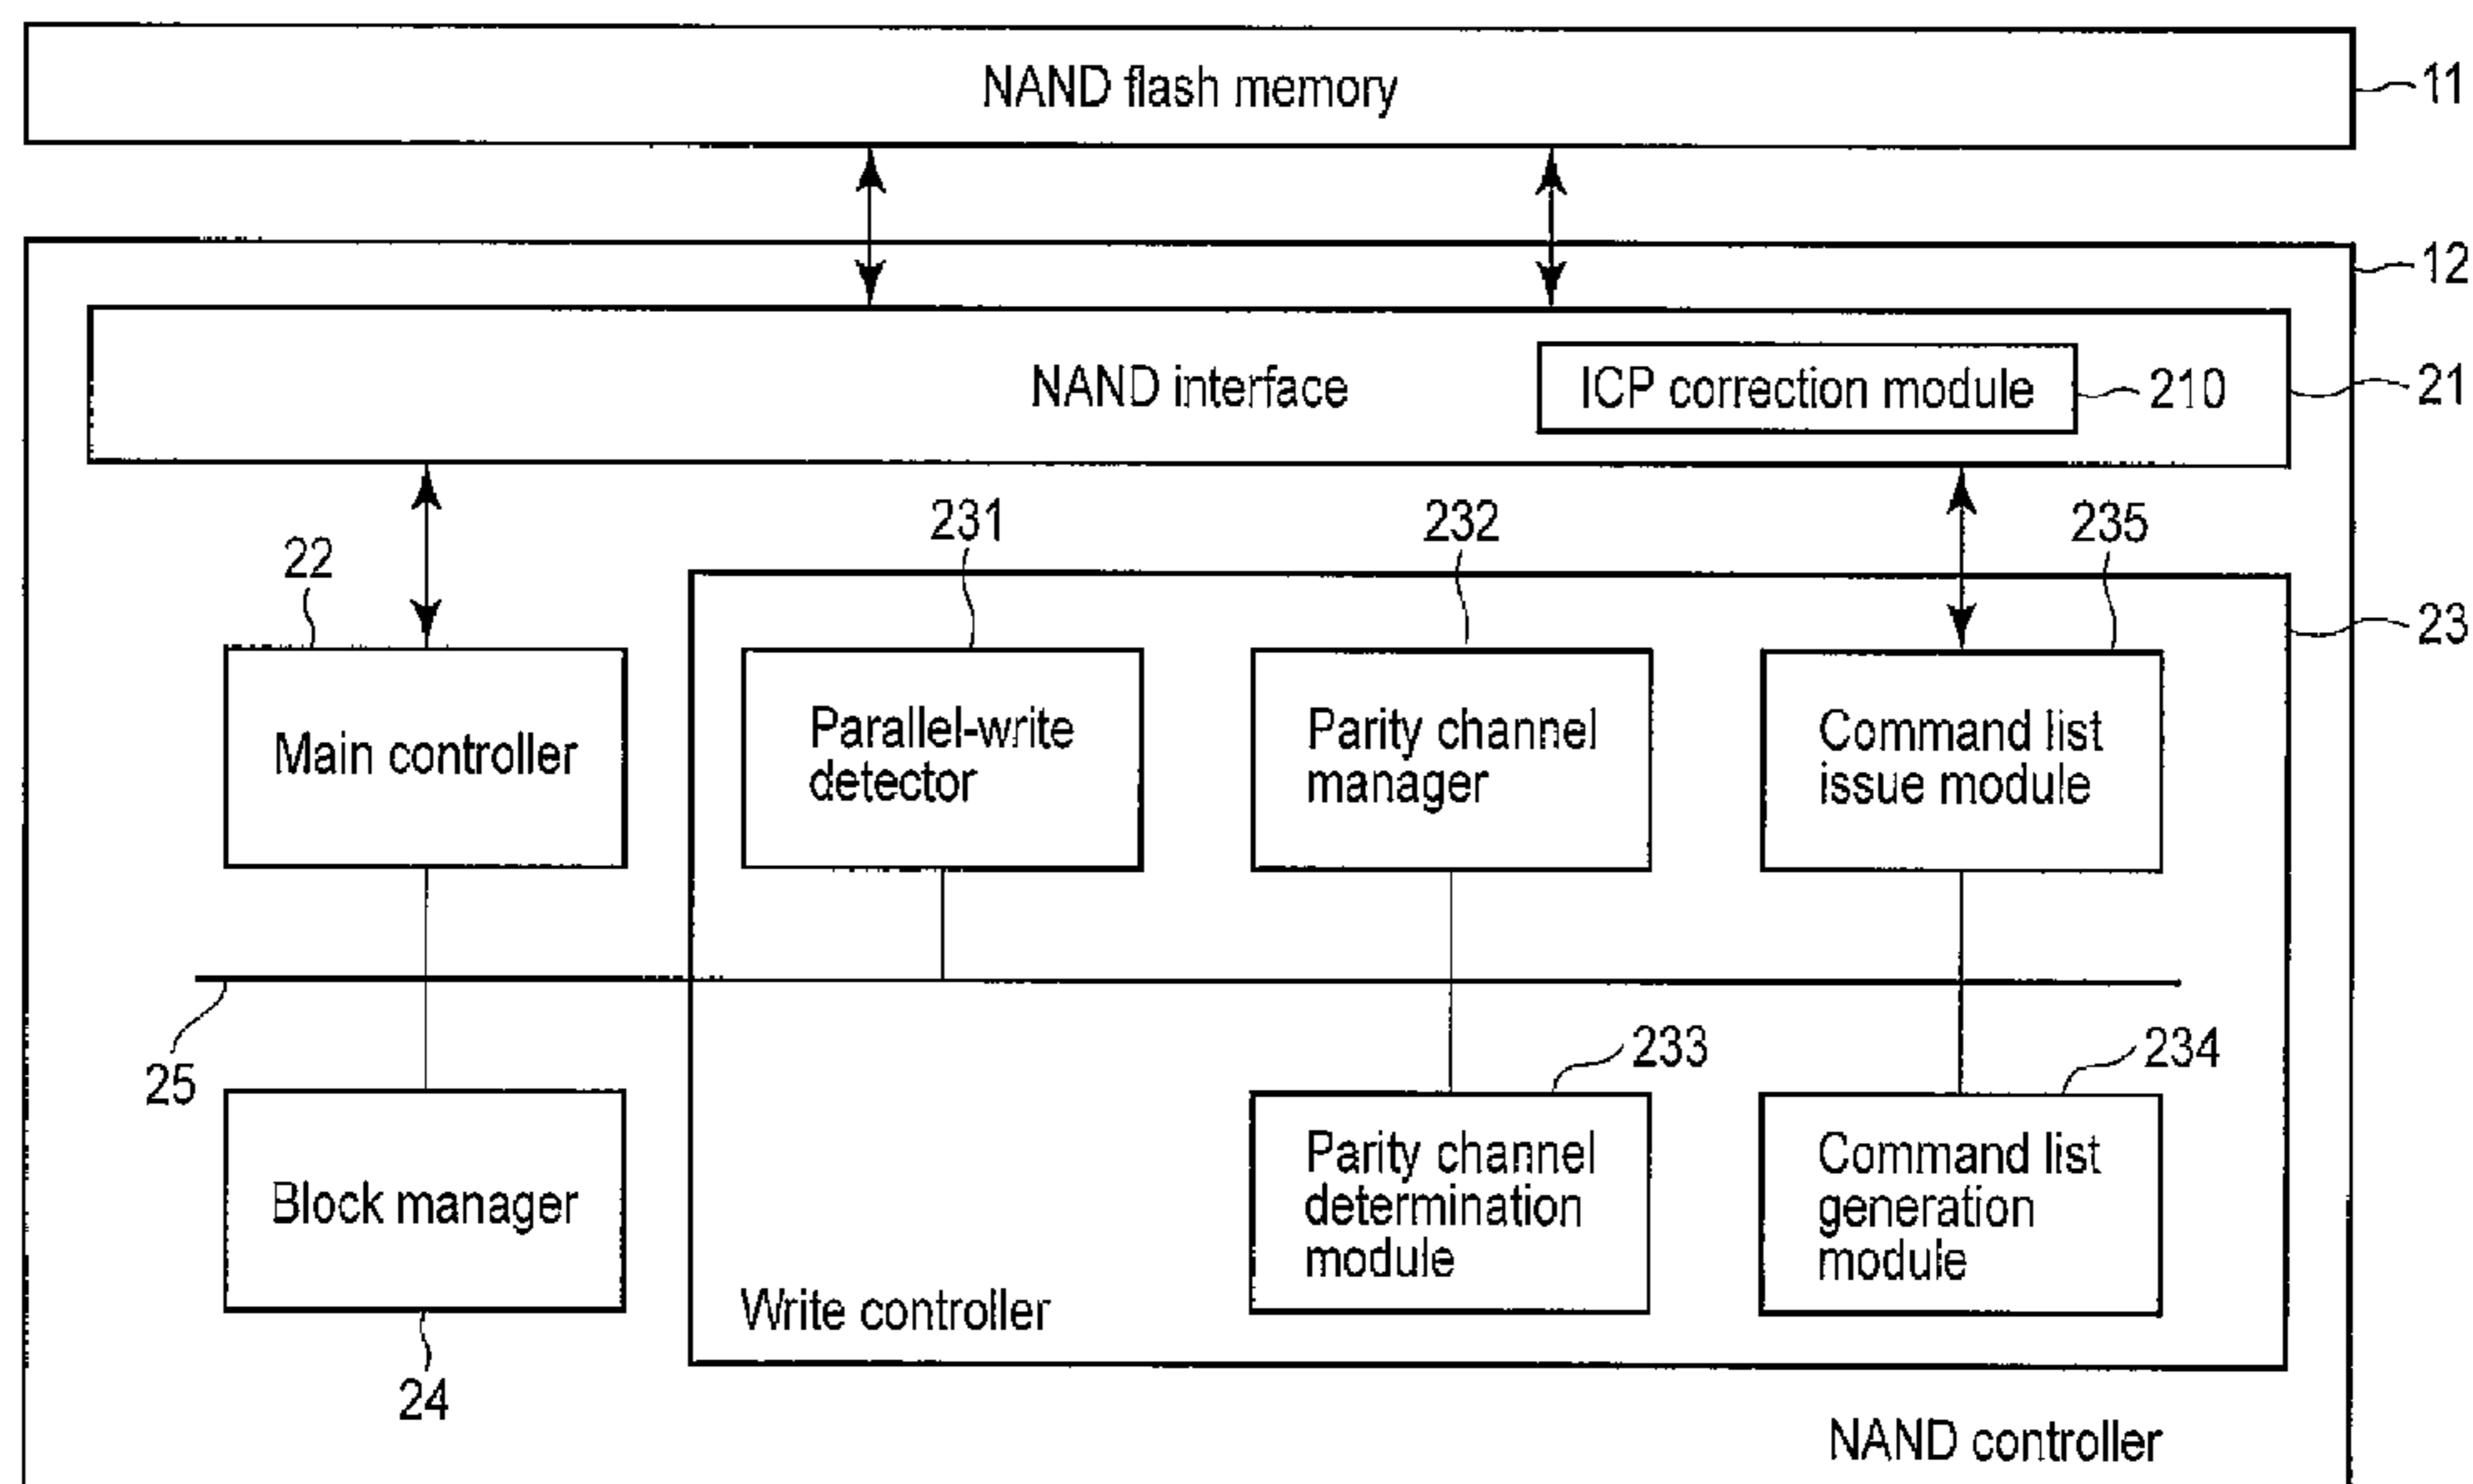 NAND flash memory
11
12
NAND interface
ICP correction module
210
21
22
231
232
235
23
Main controller
Parallel-write
detector
Parity channel
manager
Command list
issue module
25
233
234
Block manager
Parity channel
determination
module
Command list
generation
module
Write controller
24
NAND controller